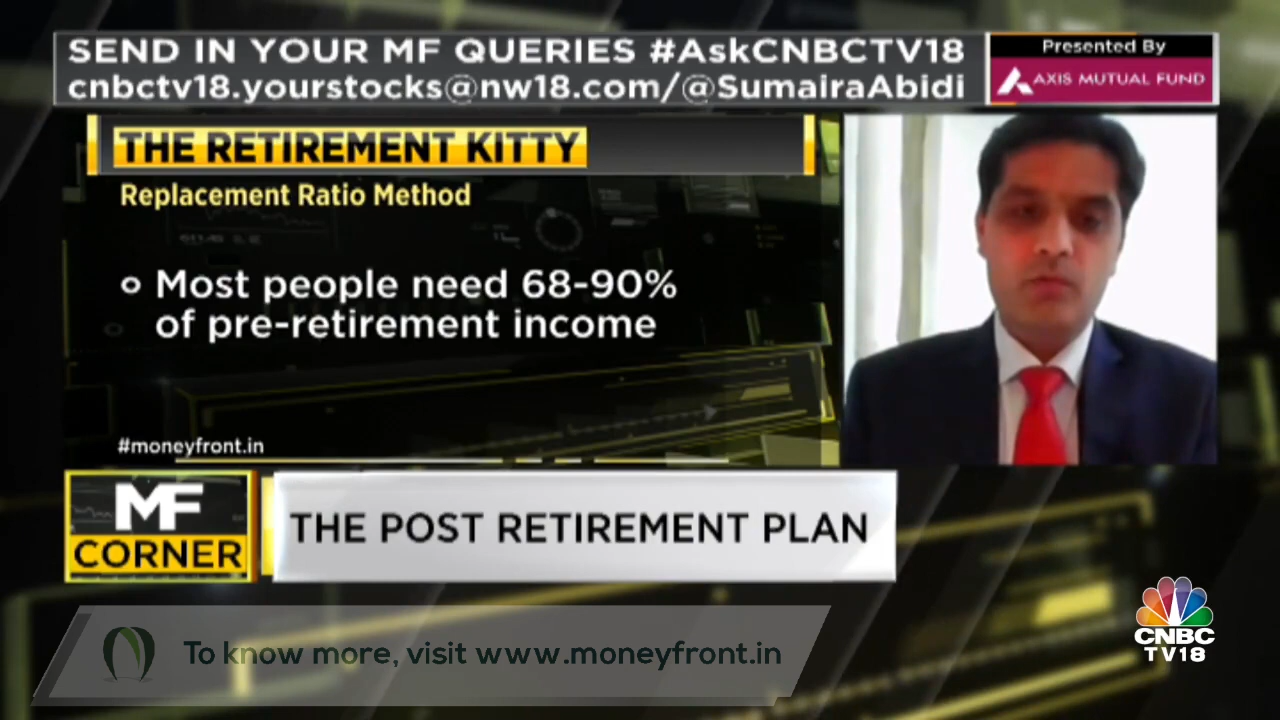 SEND IN YOUR MF QUERIES #AskCNBCTV18
cnbctv18.yourstocks@nw18.com/@SumairaAbidi
Presented By
AXIS MUTUAL FUND
THE RETIREMENT KITTY
Replacement Ratio Method
Most people need 68-90%
of pre-retirement income
#moneyfront.in
MF
CORNER
THE POST RETIREMENT PLAN
To know more, visit www.moneyfront.in
CNBC
TV18